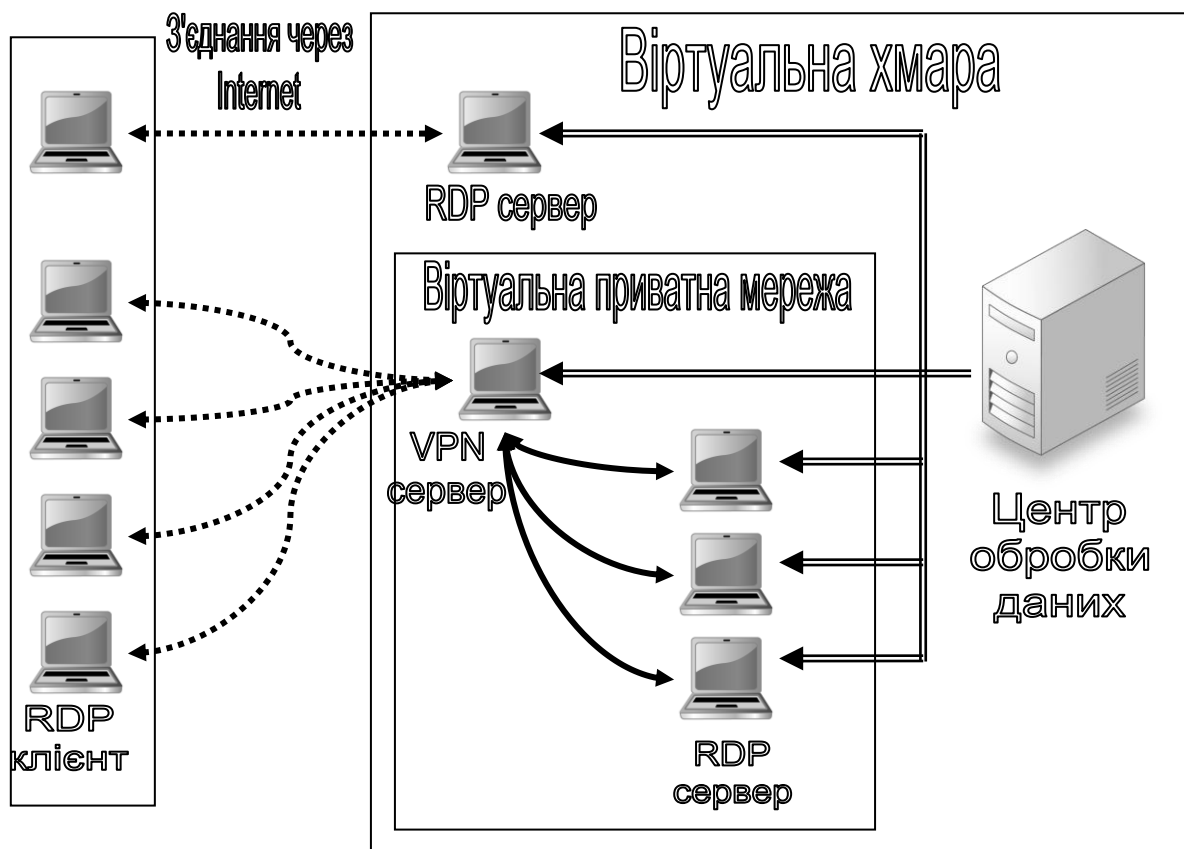 З'єднання через
Internet
Віртуальна хмара
RDP сервер
Віртуальна приватна мережа
VPN
сервер
Центр
обробки
даних
RDP
клієнт
RDP
сервер